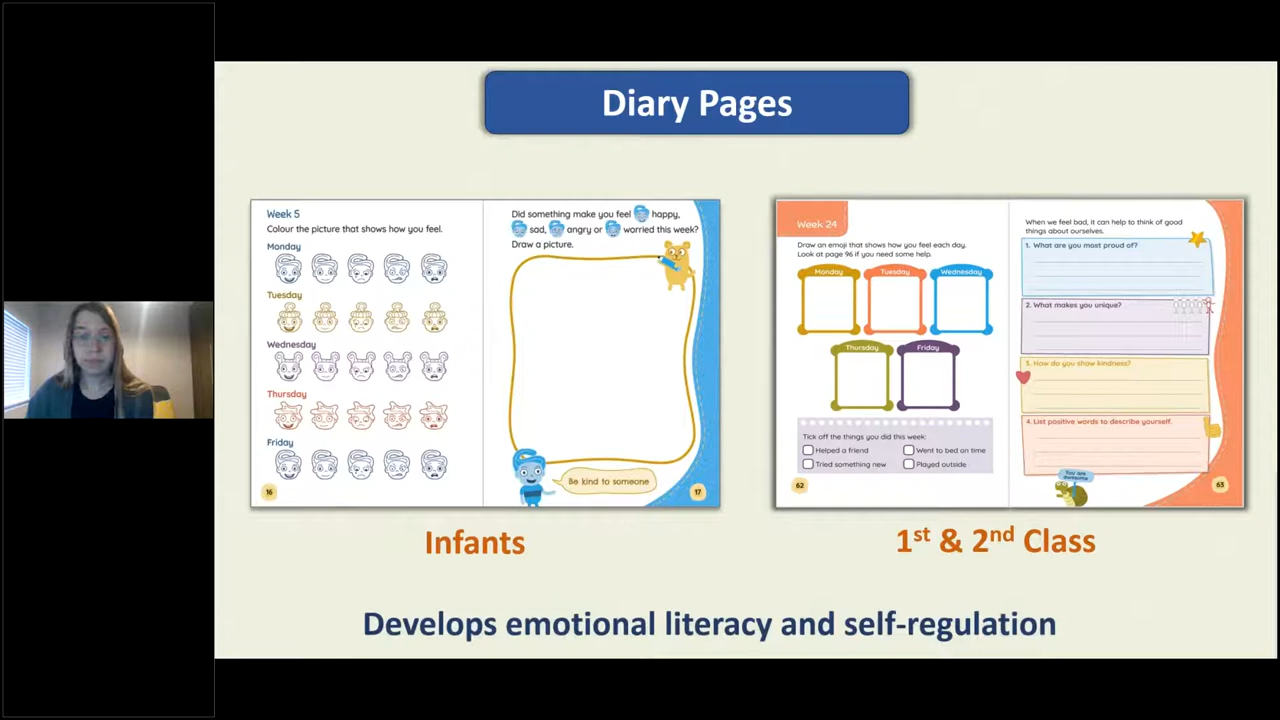 Diary Pages
Week 5
Colour the picture that shows how you feel.
Monday
Tuesday
Wednesday
Thursday
Friday
16
Did something make you feel happy,
sad, angry or worried this week?
Draw a picture.
Be kind to someone
17
Week 24
Draw an emoji that shows how you feel each day.
Look at page 96 if you need some help.
Monday
Tuesday
Wednesday
Thursday
Friday
Tick off the things you did this week:
Helped a friend
Went to bed on time
Tried something new
Played outside
62
When we feel bad, it can help to think of good
things about ourselves.
1. What are you most proud of?
2. What makes you unique?
3. How do you show kindness?
4. List positive words to describe yourself.
You are
awesome
63
Infants
1st & 2nd Class
Develops emotional literacy and self-regulation